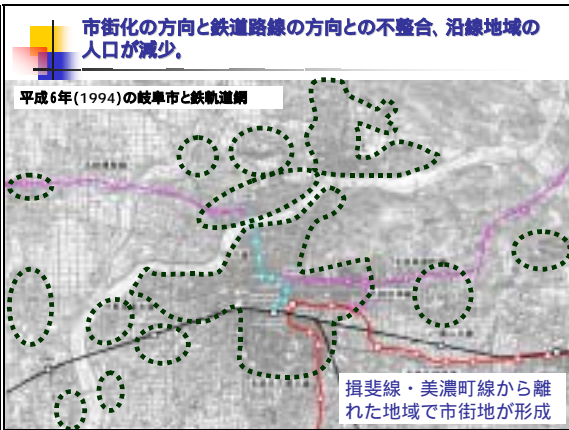 市街化の方向と鉄道路線の方向との不整合、沿線地域の
人口が減少．
平成6年(1994)の岐阜市と鉄軌道網
揖斐線・美濃町線から離
れた地域で市街地が形成